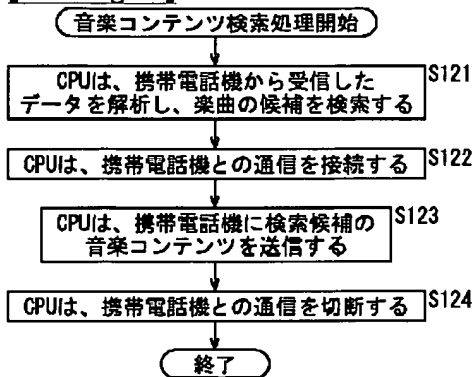 音楽コンテンツ検索処理開始
CPUは、携帯電話機から受信した
データを解析し、楽曲の候補を検索する
S121
CPUは、携帯電話機との通信を接続する
S122
CPUは、携帯電話機に検索候補の
音楽コンテンツを送信する
S123
CPUは、携帯電話機との通信を切断する
S124
終了